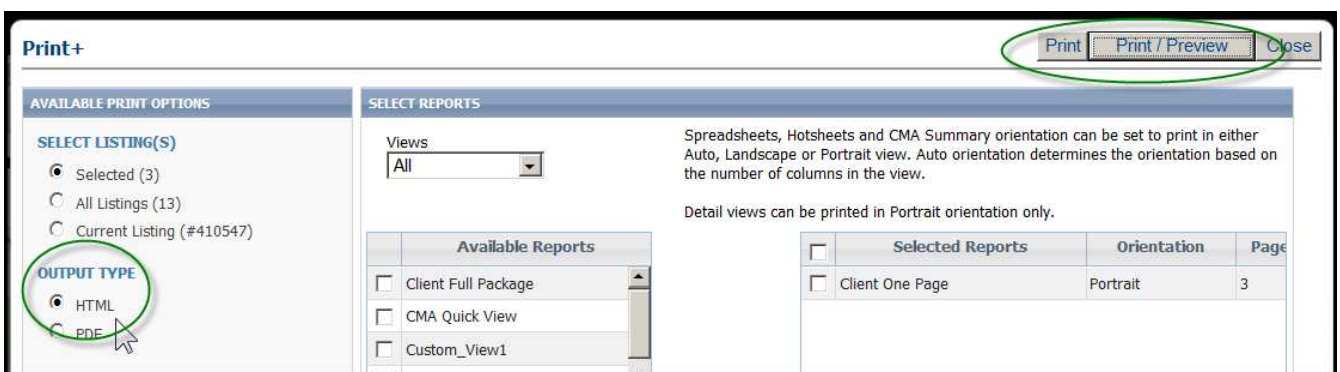 Print+
Print
Print / Preview
Close
AVAILABLE PRINT OPTIONS
SELECT LISTING(S)
Selected (3)
All Listings (13)
Current Listing (#410547)
OUTPUT TYPE
HTML
PDF
SELECT REPORTS
Views
All
Spreadsheets, Hotsheets and CMA Summary orientation can be set to print in either
Auto, Landscape or Portrait view. Auto orientation determines the orientation based on
the number of columns in the view.
Detail views can be printed in Portrait orientation only.
Available Reports
Client Full Package
CMA Quick View
Custom_View1
Selected Reports Orientation Page
Client One Page Portrait 3